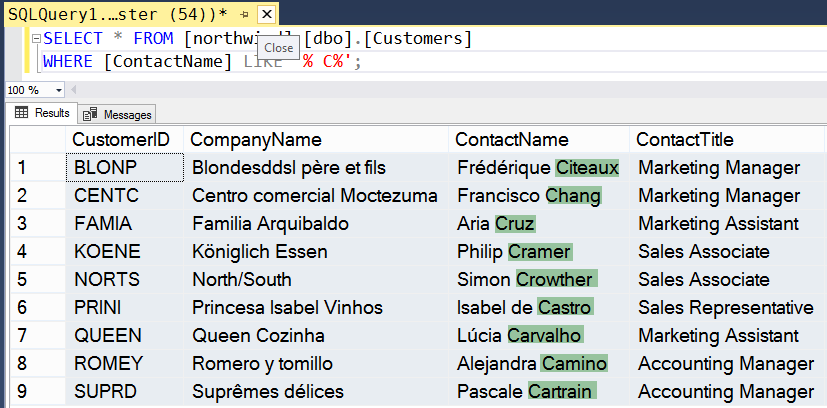 SQLQuery1.…ster (54))*
SELECT * FROM [northwi [dbo].[Customers]
Close
WHERE [ContactName] LIKE '% C%';
100 %
Results Messages
CustomerID CompanyName ContactName ContactTitle
1 BLONP Blondesddsl père et fils Frédérique Citeaux Marketing Manager
2 CENTC Centro comercial Moctezuma Francisco Chang Marketing Manager
3 FAMIA Familia Arquibaldo Aria Cruz Marketing Assistant
4 KOENE Königlich Essen Philip Cramer Sales Associate
5 NORTS North/South Simon Crowther Sales Associate
6 PRINI Princesa Isabel Vinhos Isabel de Castro Sales Representative
7 QUEEN Queen Cozinha Lúcia Carvalho Marketing Assistant
8 ROMEY Romero y tomillo Alejandra Camino Accounting Manager
9 SUPRD Suprêmes délices Pascale Cartrain Accounting Manager